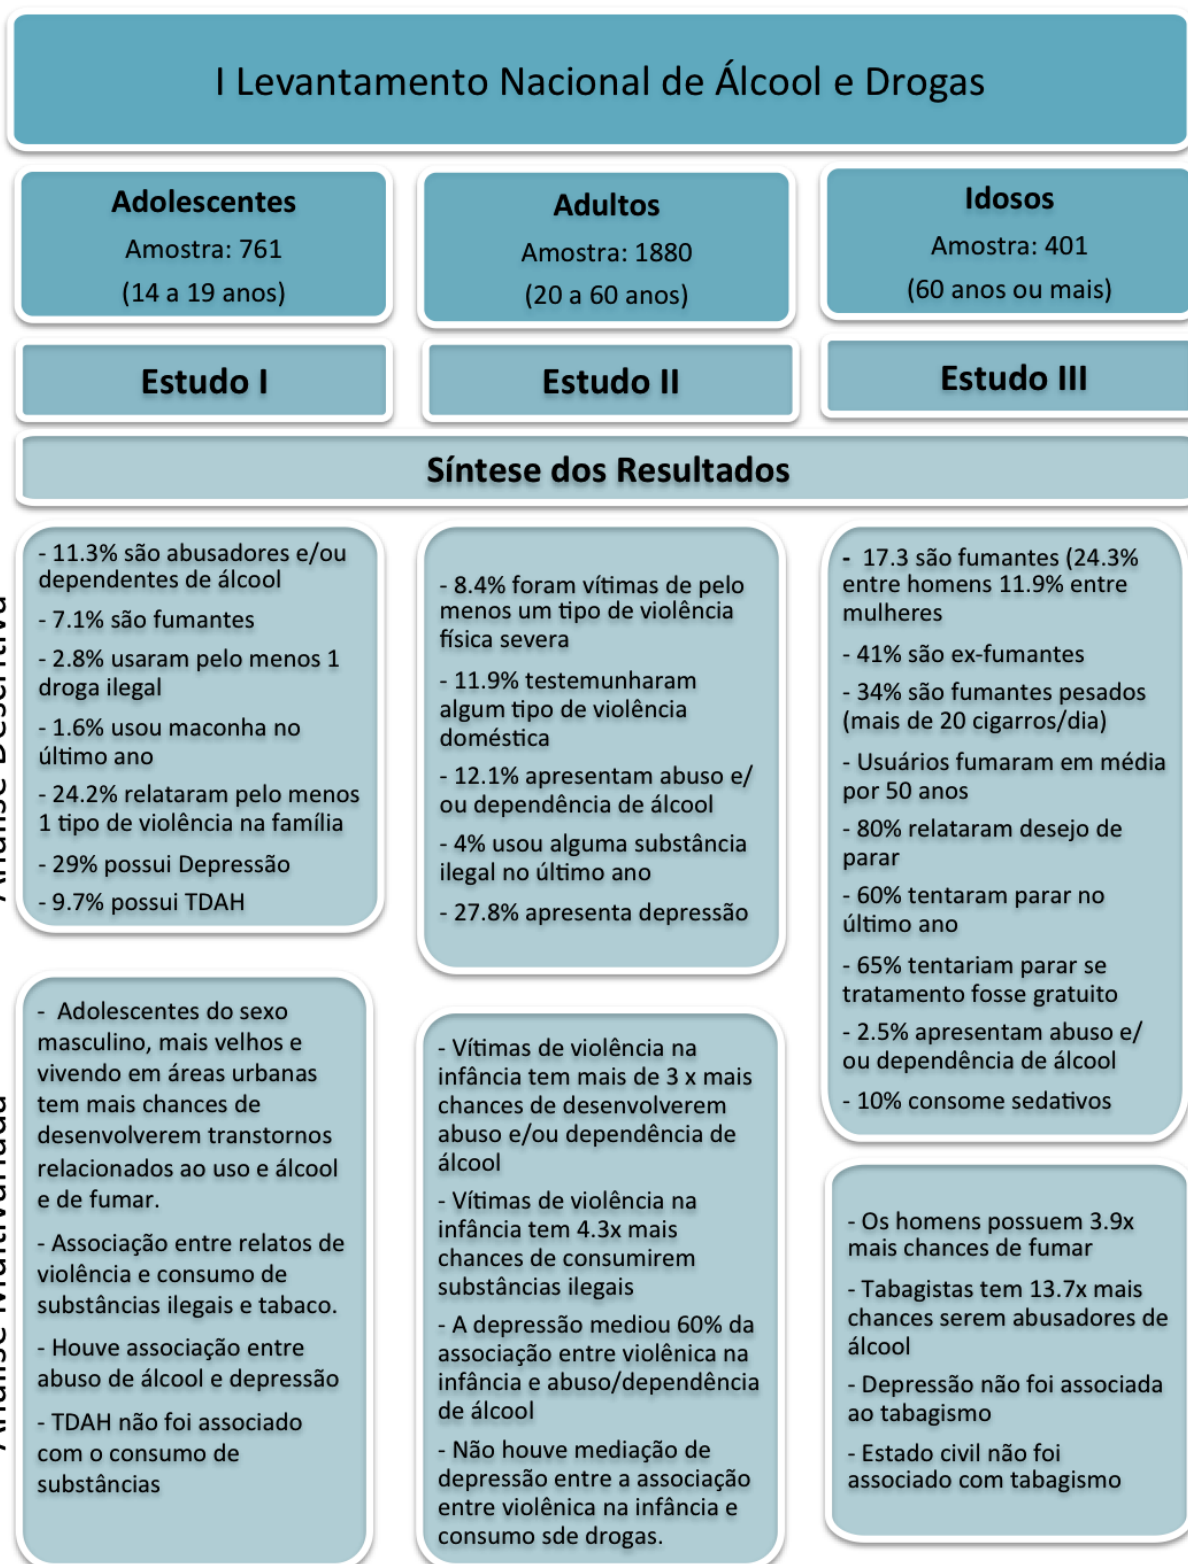 I Levantamento Nacional de Álcool e Drogas
Adolescentes
Amostra: 761
(14 a 19 anos)
Adultos
Amostra: 1880
(20 a 60 anos)
Idosos
Amostra: 401
(60 anos ou mais)
Estudo I
Estudo II
Estudo III
Síntese dos Resultados
- 11.3% são abusadores e/ou
dependentes de álcool
- 7.1% são fumantes
- 2.8% usaram pelo menos 1
droga ilegal
- 1.6% usou maconha no
último ano
- 24.2% relataram pelo menos
1 tipo de violência na família
- 29% possui Depressão
- 9.7% possui TDAH
- 8.4% foram vítimas de pelo
menos um tipo de violência
física severa
- 11.9% testemunharam
algum tipo de violência
doméstica
- 12.1% apresentam abuso e/
ou dependência de álcool
- 4% usou alguma substância
ilegal no último ano
- 27.8% apresenta depressão
- 17.3 são fumantes (24.3%
entre homens 11.9% entre
mulheres
- 41% são ex-fumantes
- 34% são fumantes pesados
(mais de 20 cigarros/dia)
- Usuários fumaram em média
por 50 anos
- 80% relataram desejo de
parar
- 60% tentaram parar no
último ano
- 65% tentariam parar se
tratamento fosse gratuito
- 2.5% apresentam abuso e/
ou dependência de álcool
- 10% consome sedativos
- Adolescentes do sexo
masculino, mais velhos e
vivendo em áreas urbanas
tem mais chances de
desenvolverem transtornos
relacionados ao uso e álcool
e de fumar.
- Associação entre relatos de
violência e consumo de
substâncias ilegais e tabaco.
- Houve associação entre
abuso de álcool e depressão
- TDAH não foi associado
com o consumo de
substâncias
- Vítimas de violência na
infância tem mais de 3 x mais
chances de desenvolverem
abuso e/ou dependência de
álcool
- Vítimas de violência na
infância tem 4.3x mais
chances de consumirem
substâncias ilegais
- A depressão mediou 60% da
associação entre violênica na
infância e abuso/dependência
de álcool
- Não houve mediação de
depressão entre a associação
entre violênica na infância e
consumo sde drogas.
- Os homens possuem 3.9x
mais chances de fumar
- Tabagistas tem 13.7x mais
chances serem abusadores de
álcool
- Depressão não foi associada
ao tabagismo
- Estado civil não foi
associado com tabagismo